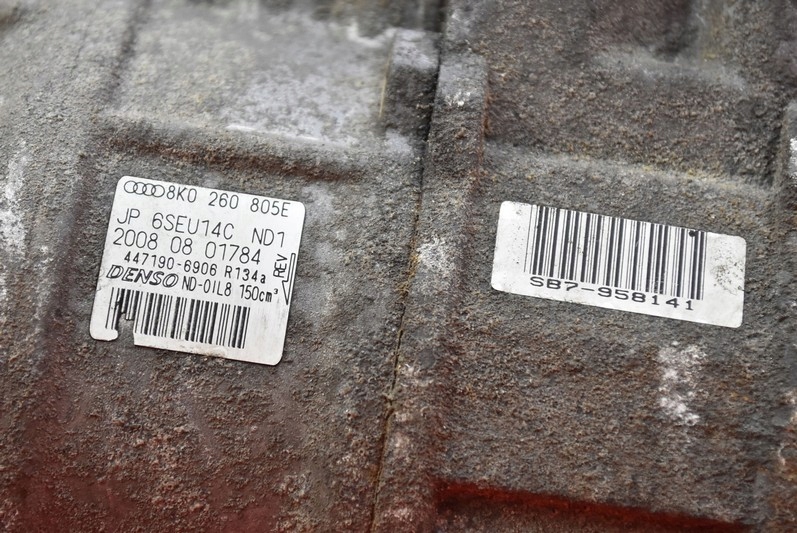 8K0 260 805E
JP 6SEU14C ND1
2008 08 01784
447190-6906 R134a
DENSO ND-OIL8 150cm³
REV
SB7-958141